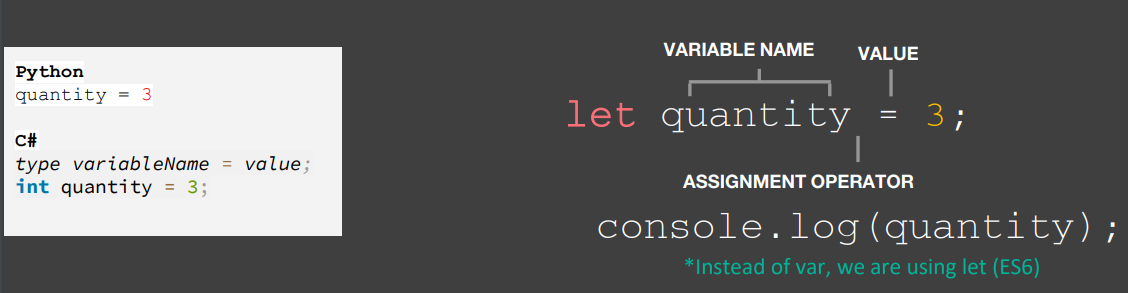 Python
quantity = 3
C#
type variableName = value;
int quantity = 3;
VARIABLE NAME
VALUE
let quantity = 3;
ASSIGNMENT OPERATOR
console.log(quantity);
*Instead of var, we are using let (ES6)